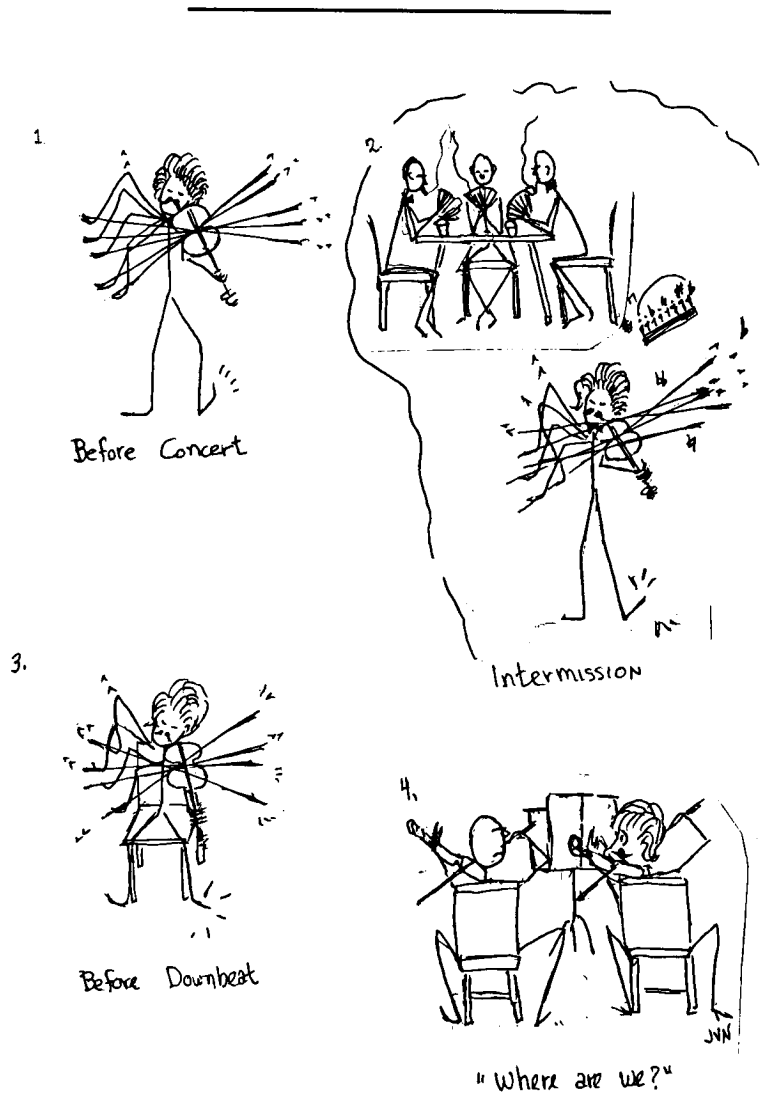 1.
Before Concert
2.
Intermission
3.
Before Downbeat
4.
"Where are we?"
JVN